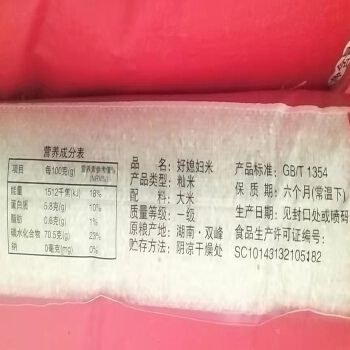 营养成分表
项目 每100克(g) 营养素参考值%(NRV%)
能量 1512千焦(kJ) 18%
蛋白质 5.8克(g) 10%
脂肪 0.6克(g) 1%
碳水化合物 70.5克(g) 23%
钠 0毫克(mg) 0%
品名：好媳妇米
产品类型：籼米
配料：大米
质量等级：一级
原粮产地：湖南·双峰
贮存方法：阴凉干燥处
产品标准：GB/T 1354
保质期：六个月(常温下)
生产日期：见封口处或喷码
食品生产许可证编号：
SC10143132105182